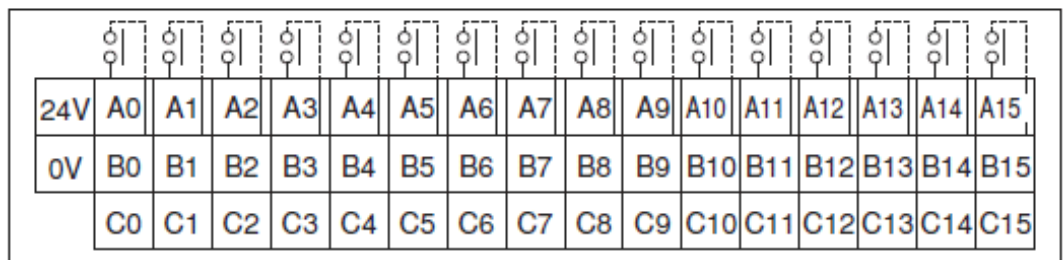 24V A0 A1 A2 A3 A4 A5 A6 A7 A8 A9 A10 A11 A12 A13 A14 A15
0V B0 B1 B2 B3 B4 B5 B6 B7 B8 B9 B10 B11 B12 B13 B14 B15
C0 C1 C2 C3 C4 C5 C6 C7 C8 C9 C10 C11 C12 C13 C14 C15